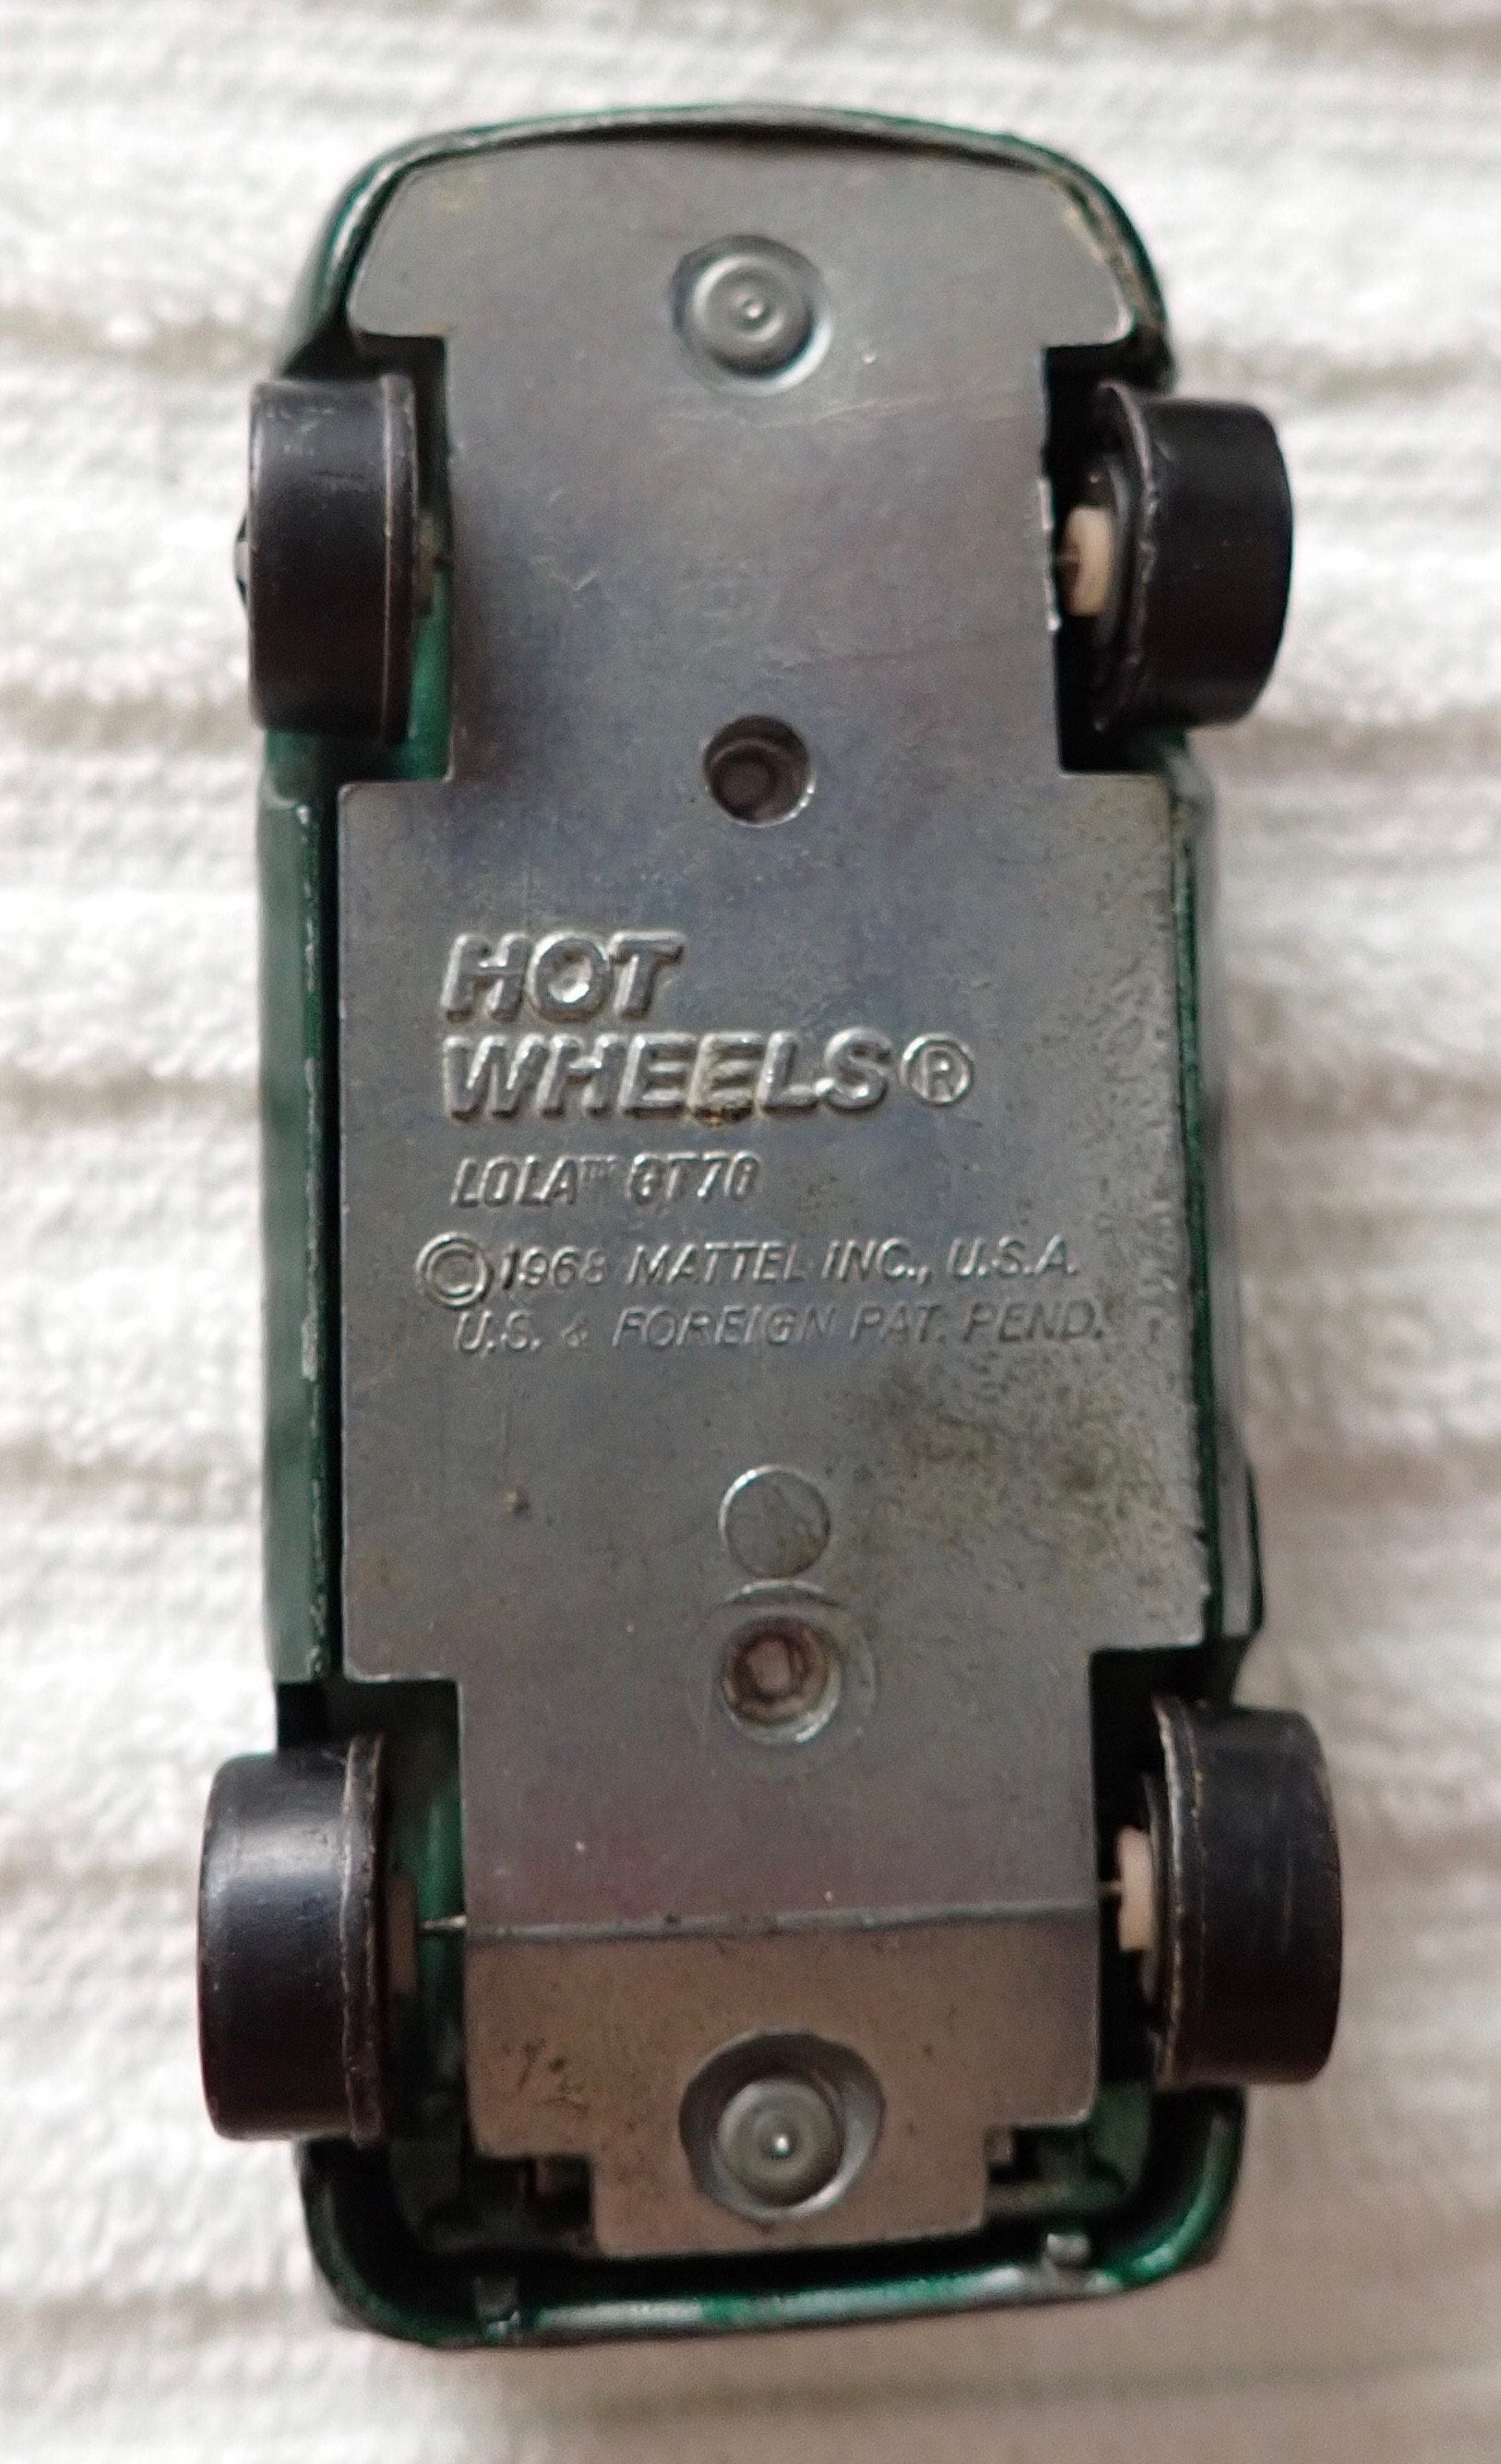 HOT
WHEELS®
LOLA™ GT70
©1968 MATTEL INC., U.S.A.
U.S. & FOREIGN PAT. PEND.